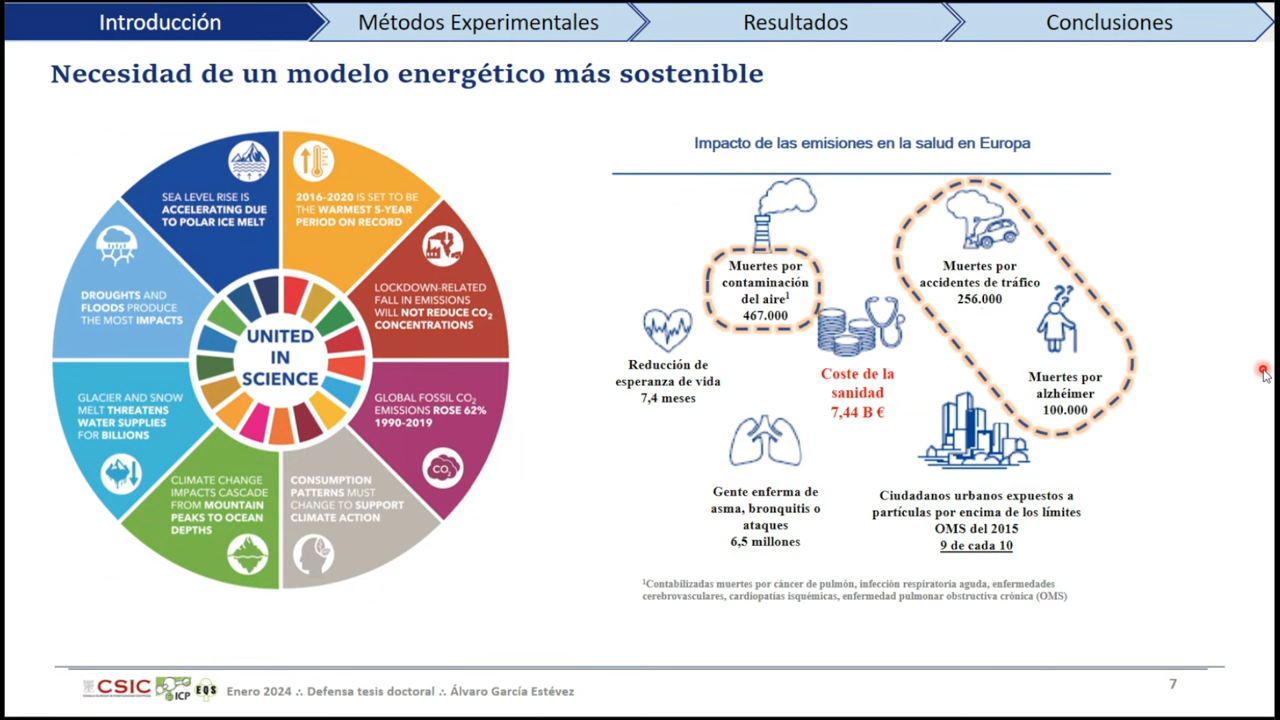 Introducción
Métodos Experimentales
Resultados
Conclusiones
Necesidad de un modelo energético más sostenible
SEA LEVEL RISE IS
ACCELERATING DUE
TO POLAR ICE MELT
2016-2020 IS SET TO BE
THE WARMEST 5-YEAR
PERIOD ON RECORD
LOCKDOWN-RELATED
FALL IN EMISSIONS
WILL NOT REDUCE CO₂
CONCENTRATIONS
GLOBAL FOSSIL CO₂
EMISSIONS ROSE 62%
1990-2019
CO₂
CONSUMPTION
PATTERNS MUST
CHANGE TO SUPPORT
CLIMATE ACTION
CLIMATE CHANGE
IMPACTS CASCADE
FROM MOUNTAIN
PEAKS TO OCEAN
DEPTHS
GLACIER AND SNOW
MELT THREATENS
WATER SUPPLIES
FOR BILLIONS
DROUGHTS AND
FLOODS PRODUCE
THE MOST IMPACTS
UNITED
IN
SCIENCE
Impacto de las emisiones en la salud en Europa
Muertes por
contaminación
del aire¹
467.000
Muertes por
accidentes de tráfico
256.000
??
Muertes por
alzhéimer
100.000
Reducción de
esperanza de vida
7,4 meses
Coste de la
sanidad
7,44 B €
Gente enferma de
asma, bronquitis o
ataques
6,5 millones
Ciudadanos urbanos expuestos a
partículas por encima de los límites
OMS del 2015
9 de cada 10
¹Contabilizadas muertes por cáncer de pulmón, infección respiratoria aguda, enfermedades
cerebrovasculares, cardiopatías isquémicas, enfermedad pulmonar obstructiva crónica (OMS)
CSIC
ICP
EQS
Enero 2024 ∴ Defensa tesis doctoral ∴ Álvaro García Estévez
7